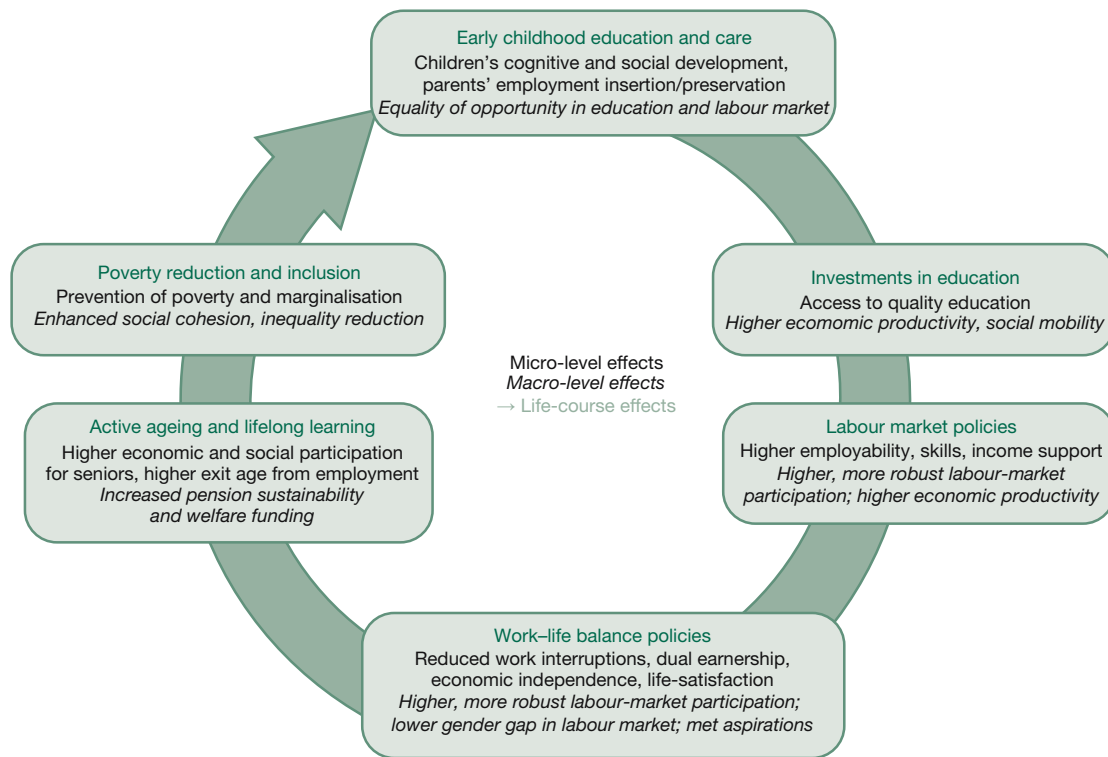 Early childhood education and care
Children's cognitive and social development,
parents' employment insertion/preservation
Equality of opportunity in education and labour market
Poverty reduction and inclusion
Prevention of poverty and marginalisation
Enhanced social cohesion, inequality reduction
Investments in education
Access to quality education
Higher ecomomic productivity, social mobility
Micro-level effects
Macro-level effects
→ Life-course effects
Active ageing and lifelong learning
Higher economic and social participation
for seniors, higher exit age from employment
Increased pension sustainability
and welfare funding
Labour market policies
Higher employability, skills, income support
Higher, more robust labour-market
participation; higher economic productivity
Work–life balance policies
Reduced work interruptions, dual earnership,
economic independence, life-satisfaction
Higher, more robust labour-market participation;
lower gender gap in labour market; met aspirations